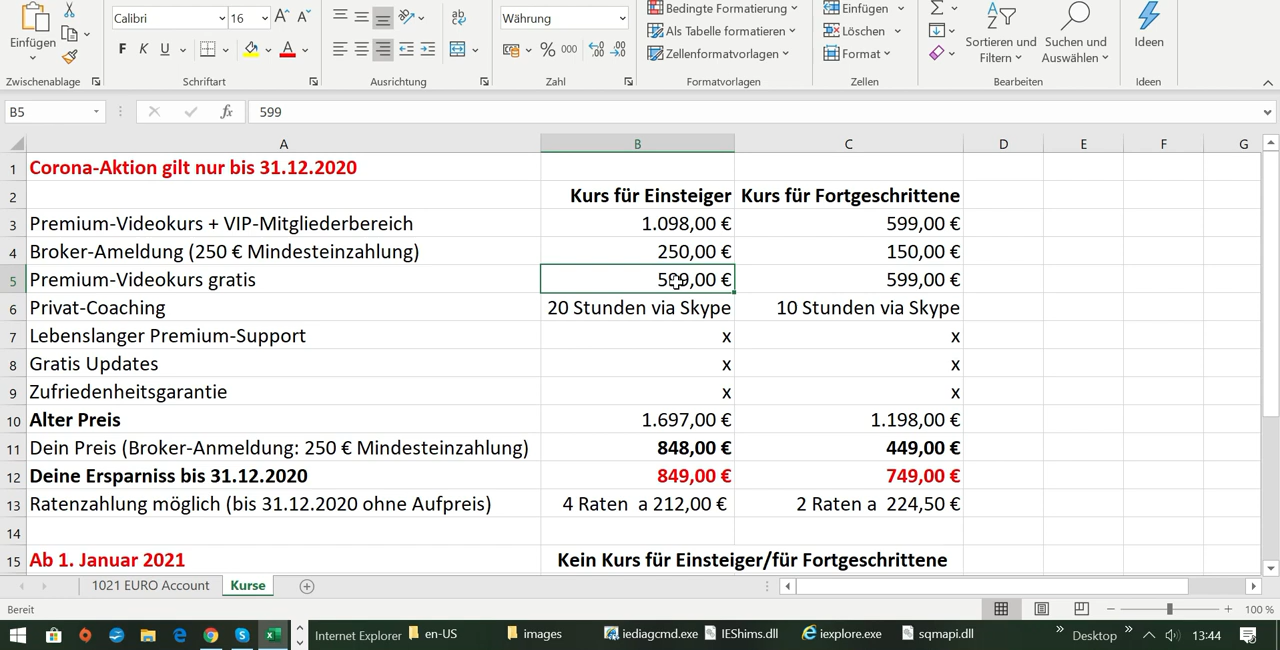 Einfügen
Zwischenablage
Calibri 16
F K U
Schriftart
Ausrichtung
Währung
% 000
Zahl
Bedingte Formatierung
Als Tabelle formatieren
Zellenformatvorlagen
Formatvorlagen
Einfügen
Löschen
Format
Zellen
Sortieren und
Filtern
Suchen und
Auswählen
Bearbeiten
Ideen
Ideen
B5 fx 599
A B C D E F G
1 Corona-Aktion gilt nur bis 31.12.2020
2 Kurs für Einsteiger Kurs für Fortgeschrittene
3 Premium-Videokurs + VIP-Mitgliederbereich 1.098,00 € 599,00 €
4 Broker-Ameldung (250 € Mindesteinzahlung) 250,00 € 150,00 €
5 Premium-Videokurs gratis 599,00 € 599,00 €
6 Privat-Coaching 20 Stunden via Skype 10 Stunden via Skype
7 Lebenslanger Premium-Support x x
8 Gratis Updates x x
9 Zufriedenheitsgarantie x x
10 Alter Preis 1.697,00 € 1.198,00 €
11 Dein Preis (Broker-Anmeldung: 250 € Mindesteinzahlung) 848,00 € 449,00 €
12 Deine Ersparniss bis 31.12.2020 849,00 € 749,00 €
13 Ratenzahlung möglich (bis 31.12.2020 ohne Aufpreis) 4 Raten a 212,00 € 2 Raten a 224,50 €
14
15 Ab 1. Januar 2021 Kein Kurs für Einsteiger/für Fortgeschrittene
1021 EURO Account Kurse
Bereit 100 %
Internet Explorer en-US images iediagcmd.exe IEShims.dll iexplore.exe sqmapi.dll Desktop 13:44